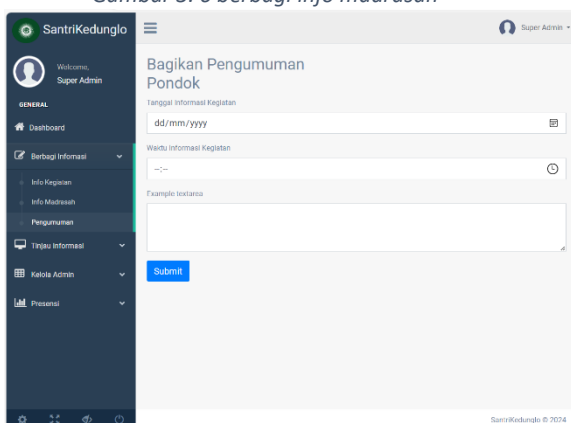 SantriKedunglo
Super Admin
Welcome,
Super Admin
GENERAL
Dashboard
Berbagi Infomasi
Info Kegiatan
Info Madrasah
Pengumuman
Tinjau Informasi
Kelola Admin
Presensi
Bagikan Pengumuman
Pondok
Tanggal Informasi Kegiatan
dd/mm/yyyy
Waktu Informasi Kegiatan
--:--
Example textarea
Submit
SantriKedunglo © 2024